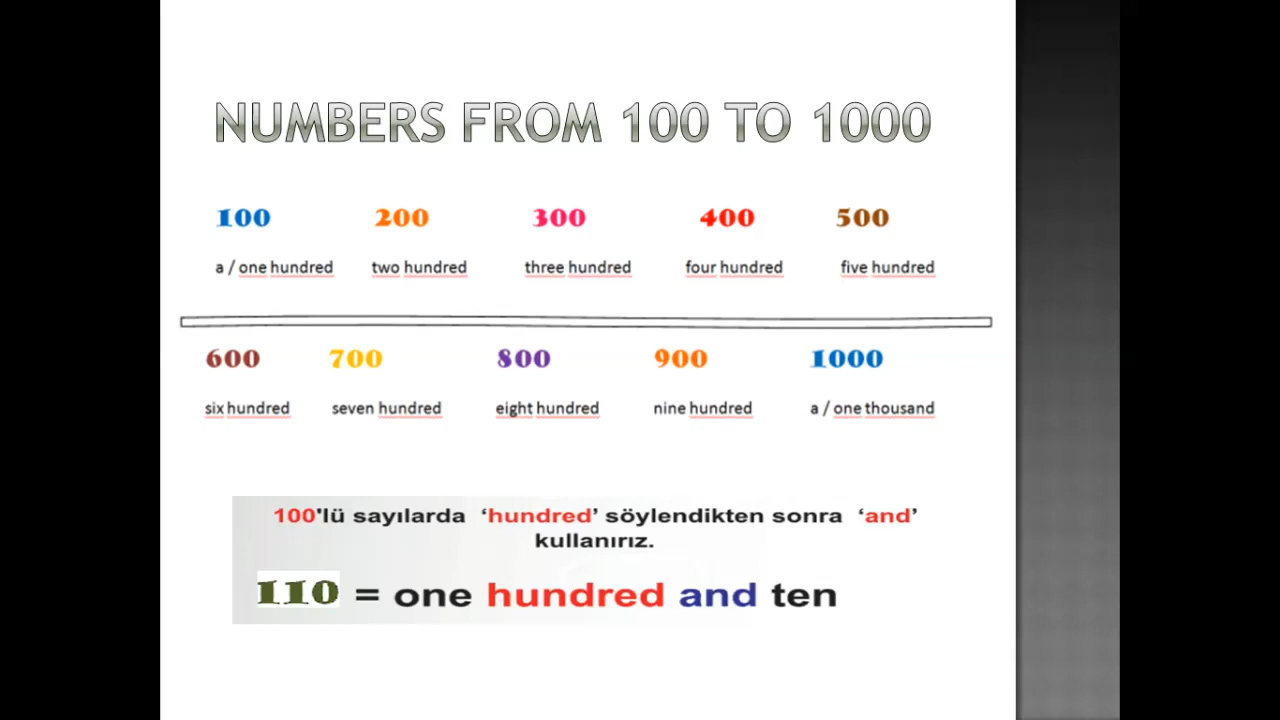 NUMBERS FROM 100 TO 1000
100 200 300 400 500
a / one hundred two hundred three hundred four hundred five hundred
600 700 800 900 1000
six hundred seven hundred eight hundred nine hundred a / one thousand
100'lü sayılarda ‘hundred’ söylendikten sonra ‘and’
kullanırız.
110 = one hundred and ten